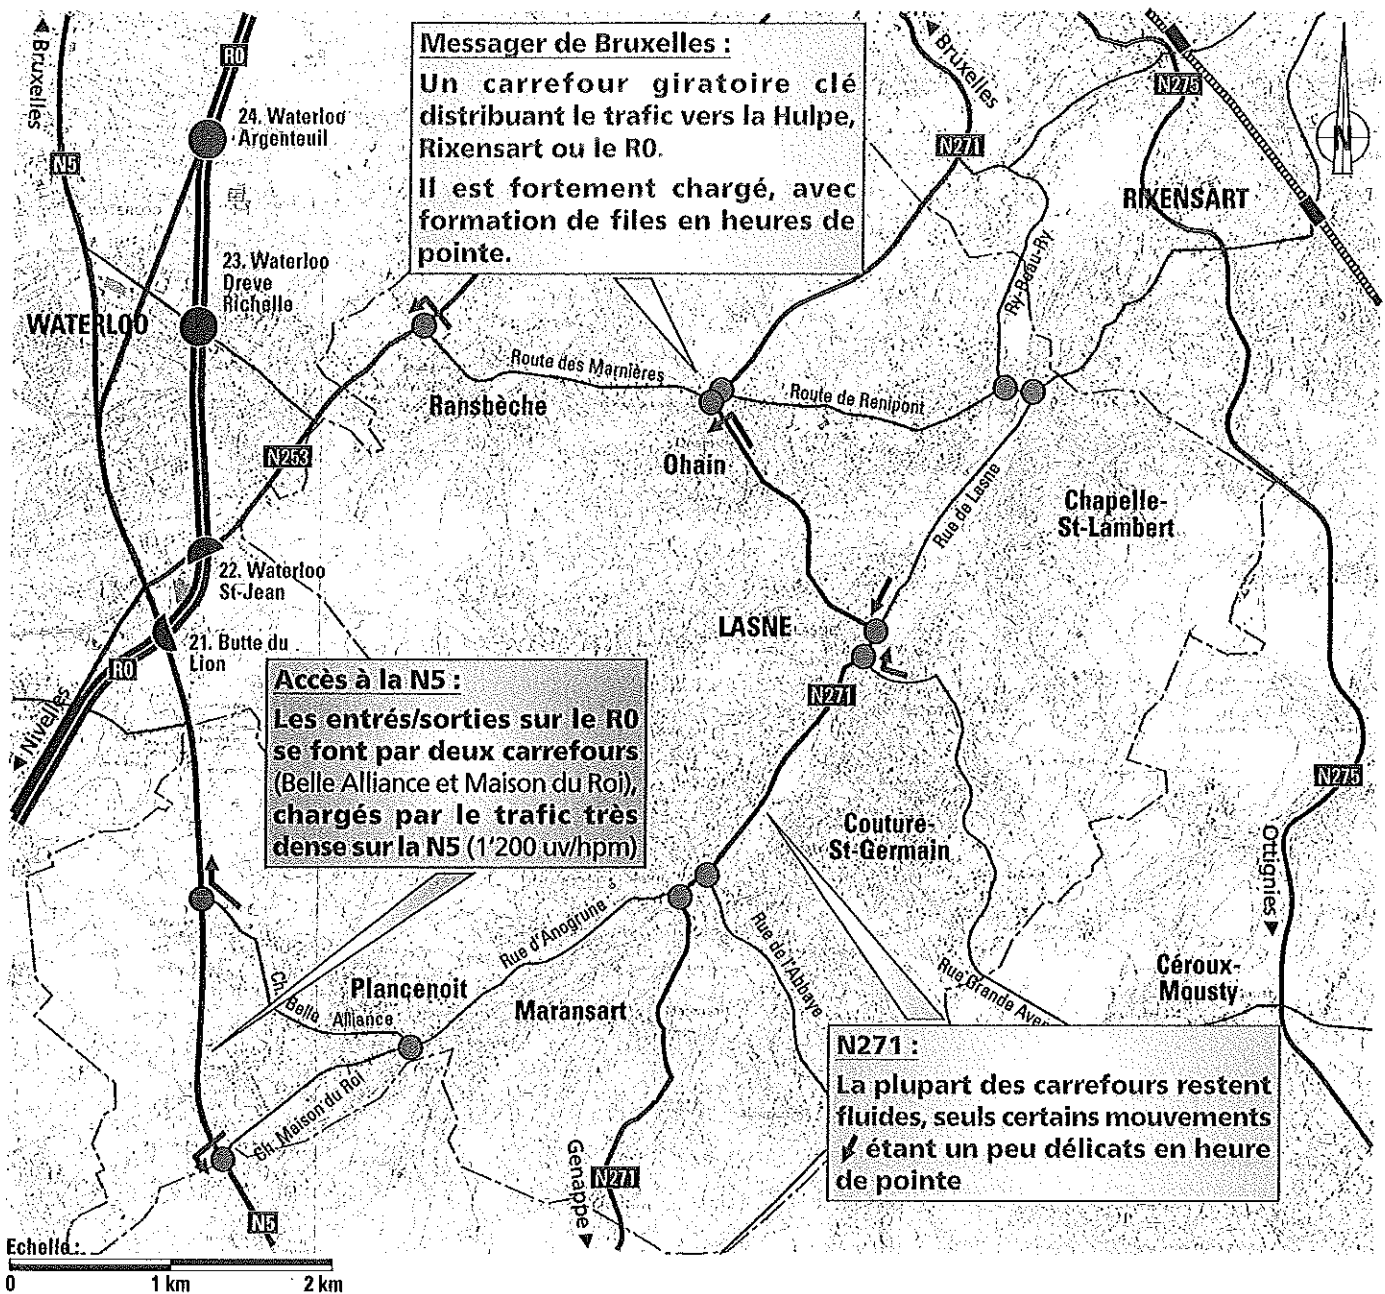 Bruxelles
R0
N5
24. Waterloo
Argenteuil
Messager de Bruxelles :
Un carrefour giratoire clé
distribuant le trafic vers la Hulpe,
Rixensart ou le R0.
Il est fortement chargé, avec
formation de files en heures de
pointe.
Bruxelles
N271
N275
N
RIXENSART
23. Waterloo
Dreve
Richelle
WATERLOO
Ry-Beau-Ry
Route des Marnières
Ransbèche
Route de Renipont
N253
Ohain
Rue de Lasne
Chapelle-
St-Lambert
22. Waterloo
St-Jean
LASNE
21. Butte du
Lion
R0
Nivelles
Accès à la N5 :
Les entrés/sorties sur le R0
se font par deux carrefours
(Belle Alliance et Maison du Roi),
chargés par le trafic très
dense sur la N5 (1'200 uv/hpm)
N271
N275
Couture-
St-Germain
Ottignies
Rue d'Anogrune
Rue de l'Abbaye
Rue Grande Aver
Céroux-
Mousty
Plancenoit
Maransart
Ch. Belle Alliance
Ch. Maison du Roi
N271 :
La plupart des carrefours restent
fluides, seuls certains mouvements
étant un peu délicats en heure
de pointe
Genappe
N271
N5
Echelle :
0 1 km 2 km